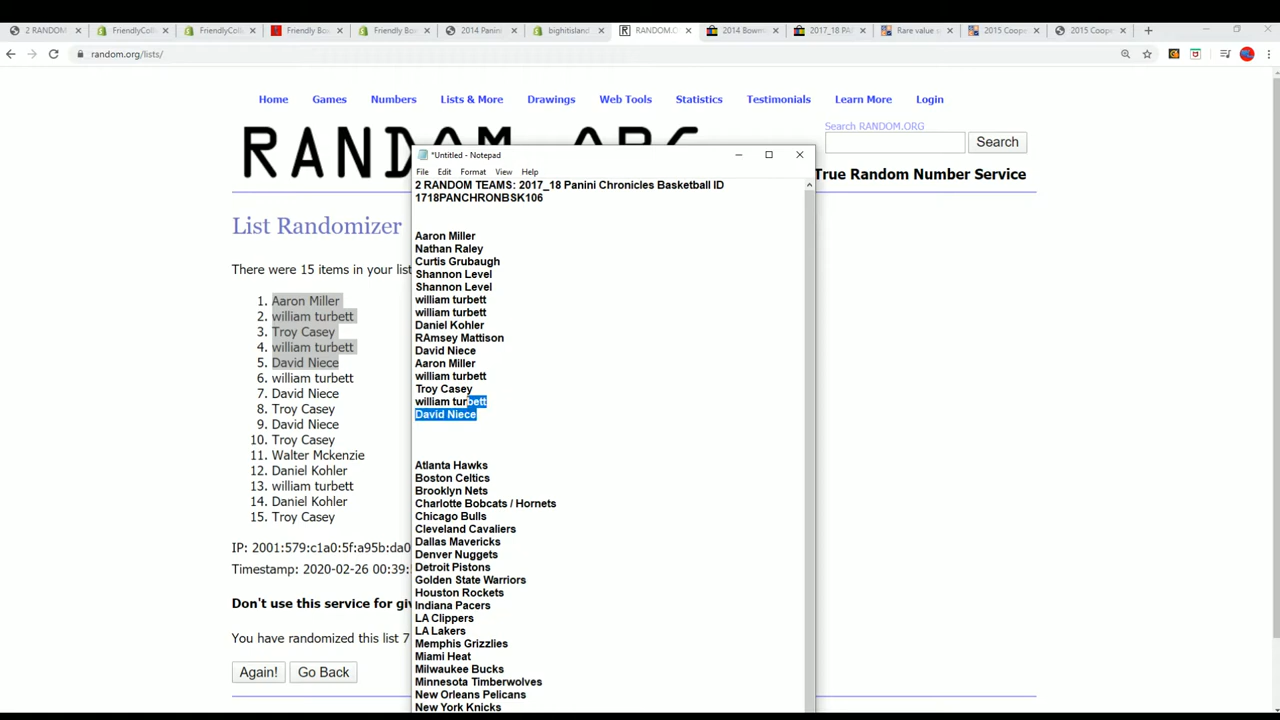 '2 RANDOM
FriendlyColl
FriendlyColl
Friendly Bo
Friendly Bo
2014 Panini
bighitisland
RANDOM.O
2014 Bowm
2017_18 PA
Rare value
2015 Coope
2015 Coope
random.org/lists/
Home Games Numbers Lists & More Drawings Web Tools Statistics Testimonials Learn More Login
RANDOM.ORG
Search RANDOM.ORG
Search
True Random Number Service
List Randomizer
There were 15 items in your list
1. Aaron Miller
2. william turbett
3. Troy Casey
4. william turbett
5. David Niece
6. william turbett
7. David Niece
8. Troy Casey
9. David Niece
10. Troy Casey
11. Walter Mckenzie
12. Daniel Kohler
13. william turbett
14. Daniel Kohler
15. Troy Casey
IP: 2001:579:c1a0:5f:a95b:da0
Timestamp: 2020-02-26 00:39:
Don't use this service for giv
You have randomized this list 7
Again! Go Back
*Untitled - Notepad
File Edit Format View Help
2 RANDOM TEAMS: 2017_18 Panini Chronicles Basketball ID
1718PANCHRONBSK106
Aaron Miller
Nathan Raley
Curtis Grubaugh
Shannon Level
Shannon Level
william turbett
william turbett
Daniel Kohler
RAmsey Mattison
David Niece
Aaron Miller
william turbett
Troy Casey
william turbett
David Niece
Atlanta Hawks
Boston Celtics
Brooklyn Nets
Charlotte Bobcats / Hornets
Chicago Bulls
Cleveland Cavaliers
Dallas Mavericks
Denver Nuggets
Detroit Pistons
Golden State Warriors
Houston Rockets
Indiana Pacers
LA Clippers
LA Lakers
Memphis Grizzlies
Miami Heat
Milwaukee Bucks
Minnesota Timberwolves
New Orleans Pelicans
New York Knicks